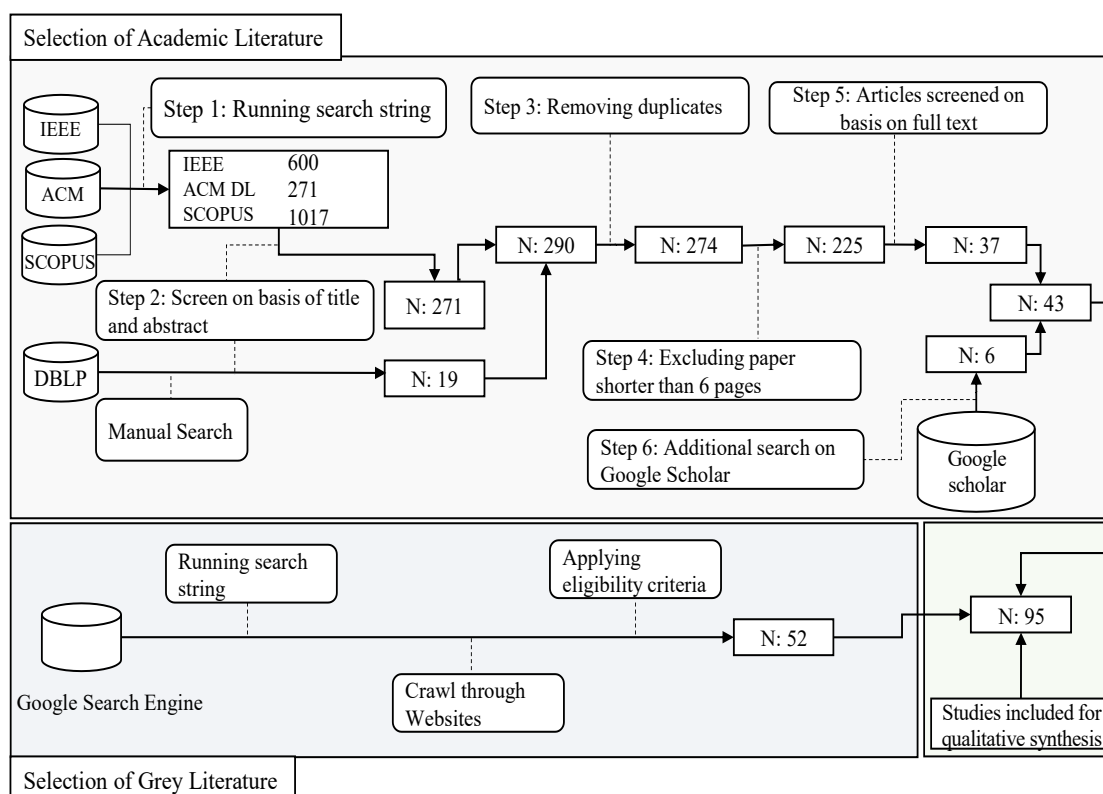 Selection of Academic Literature
IEEE
ACM
SCOPUS
Step 1: Running search string
IEEE 600
ACM DL 271
SCOPUS 1017
Step 2: Screen on basis of title
and abstract
N: 271
DBLP
Manual Search
N: 19
N: 290
Step 3: Removing duplicates
N: 274
Step 4: Excluding paper
shorter than 6 pages
N: 225
Step 5: Articles screened on
basis on full text
N: 37
N: 43
N: 6
Step 6: Additional search on
Google Scholar
Google
scholar
Running search
string
Applying
eligibility criteria
N: 52
Crawl through
Websites
Google Search Engine
N: 95
Studies included for
qualitative synthesis
Selection of Grey Literature